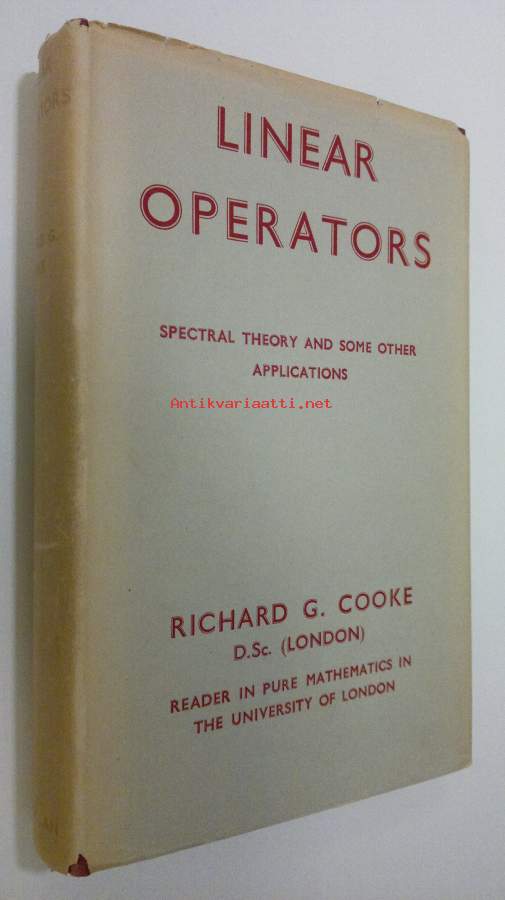 LINEAR
OPERATORS
SPECTRAL THEORY AND SOME OTHER
APPLICATIONS
Antikvariaatti.net
RICHARD G. COOKE
D.Sc. (LONDON)
READER IN PURE MATHEMATICS IN
THE UNIVERSITY OF LONDON